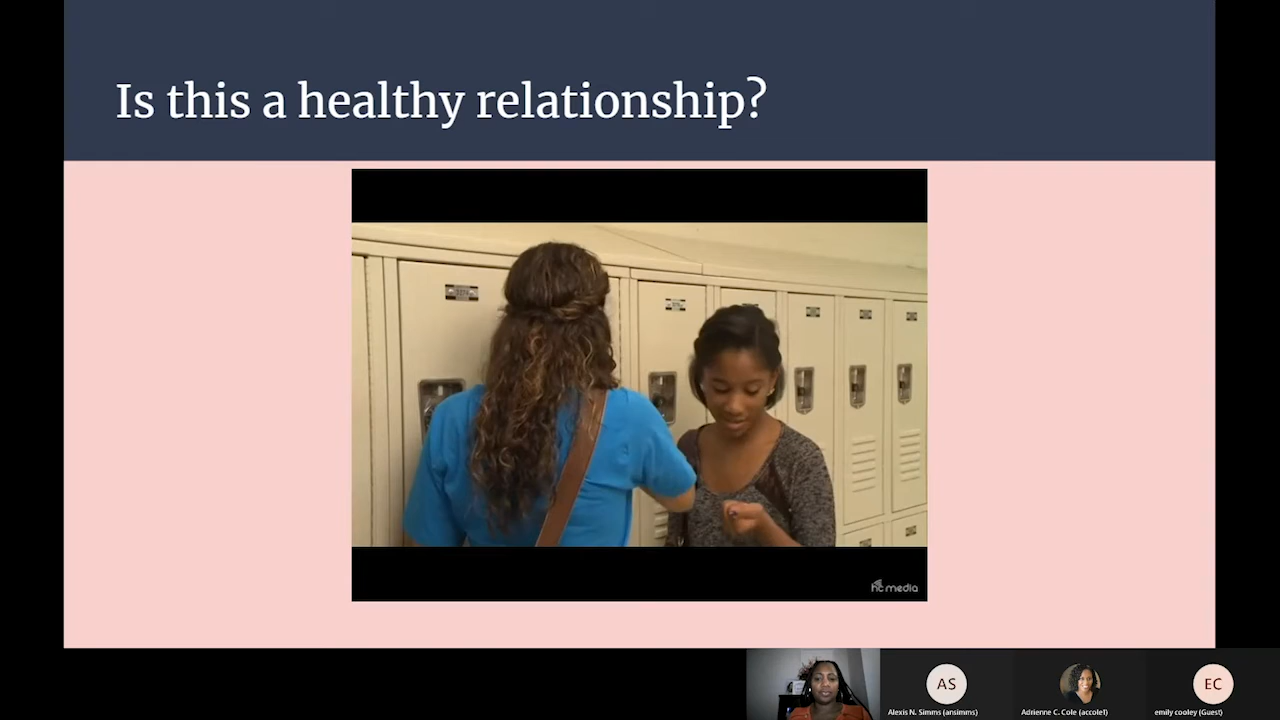 Is this a healthy relationship?
hc media
AS
EC
Alexis N. Simms (ansimms)
Adrienne C. Cole (accole1)
emily cooley (Guest)